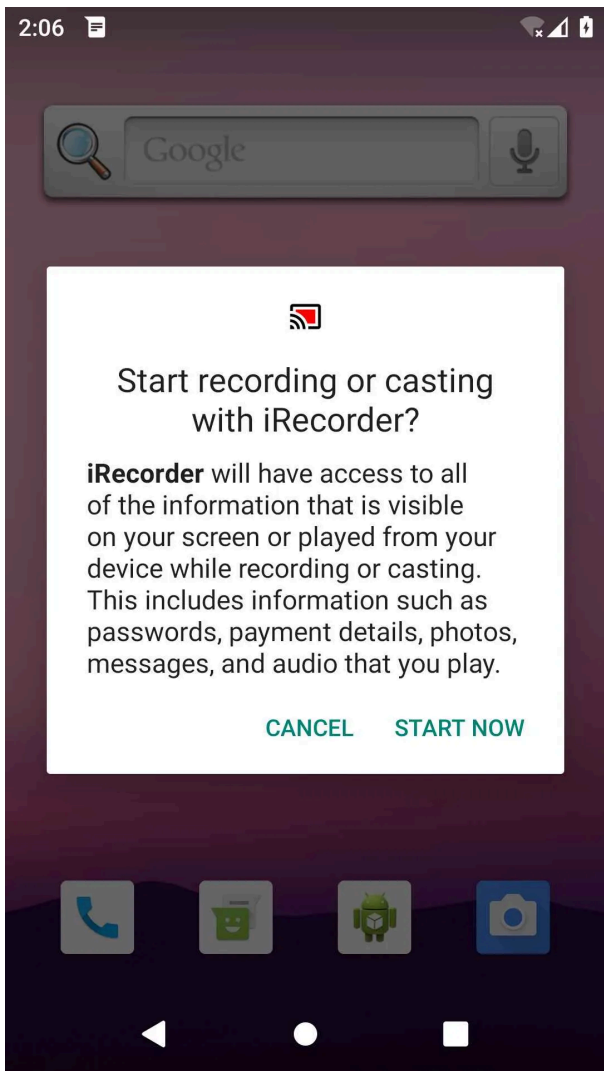 2:06
Google
Start recording or casting
with iRecorder?
iRecorder will have access to all
of the information that is visible
on your screen or played from your
device while recording or casting.
This includes information such as
passwords, payment details, photos,
messages, and audio that you play.
CANCEL START NOW